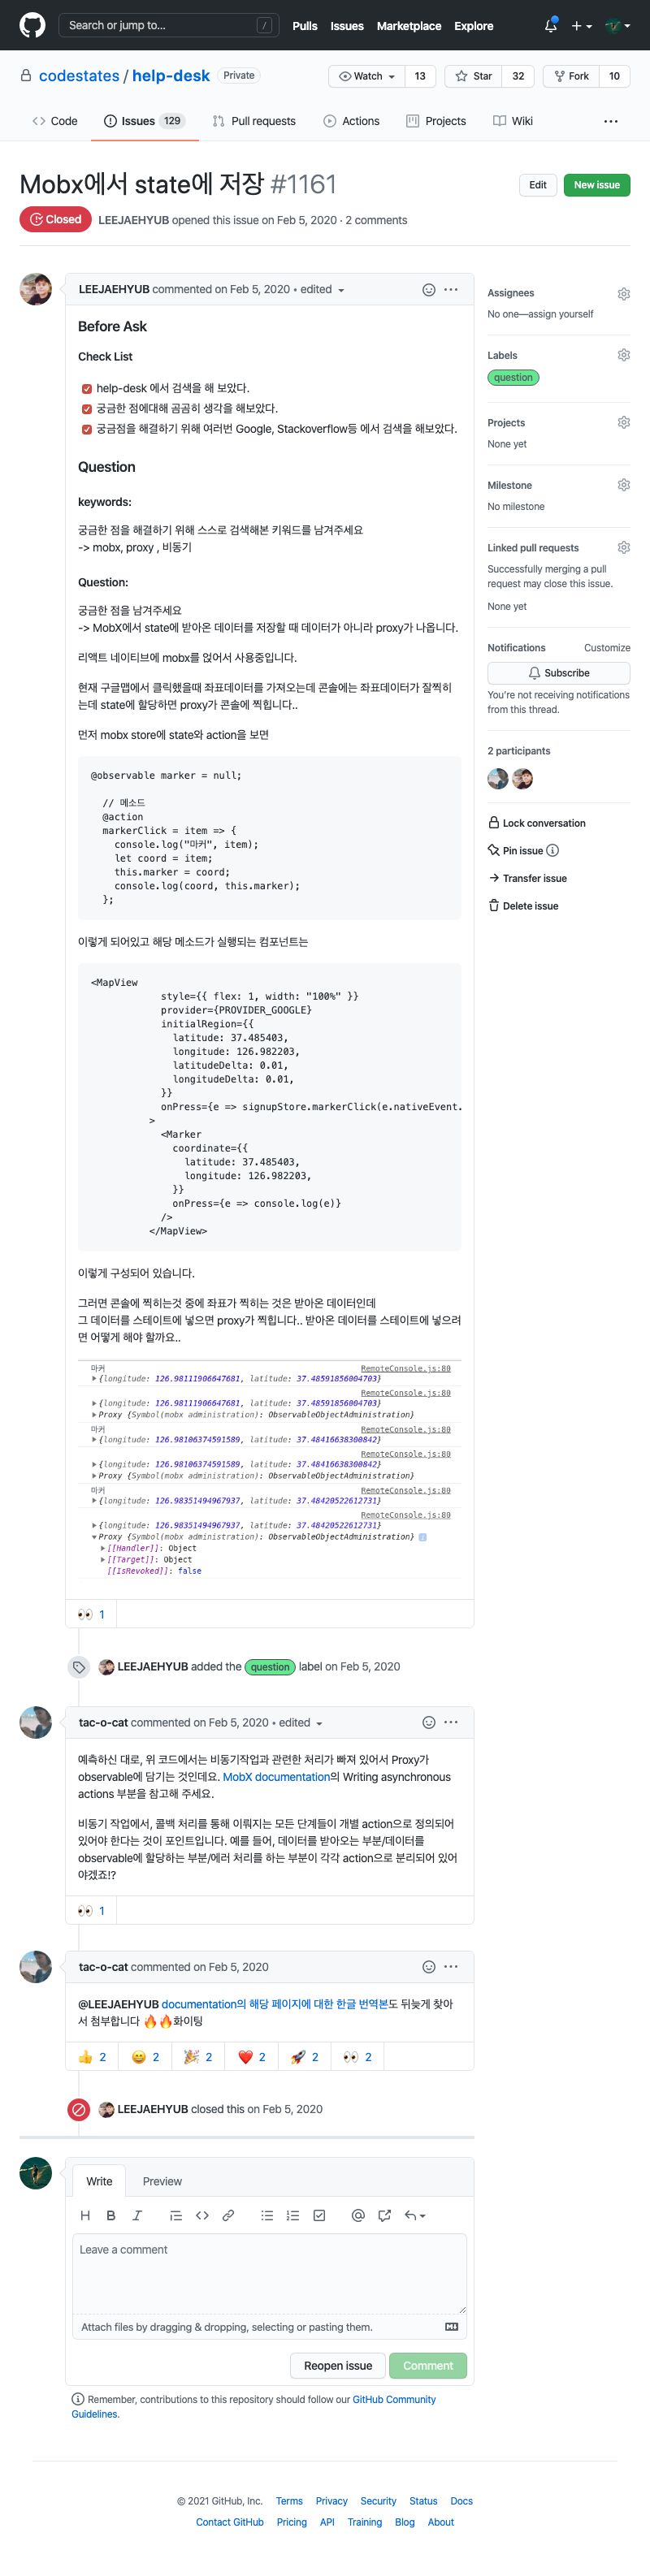 Search or jump to... /
Pulls Issues Marketplace Explore
codestates / help-desk Private
Watch 13 Star 32 Fork 10
Code Issues 129 Pull requests Actions Projects Wiki ...
Mobx에서 state에 저장 #1161
Edit New issue
Closed LEEJAEHYUB opened this issue on Feb 5, 2020 · 2 comments
LEEJAEHYUB commented on Feb 5, 2020 • edited
Before Ask
Check List
help-desk 에서 검색을 해 보았다.
궁금한 점에대해 곰곰히 생각을 해보았다.
궁금점을 해결하기 위해 여러번 Google, Stackoverflow등 에서 검색을 해보았다.
Question
keywords:
궁금한 점을 해결하기 위해 스스로 검색해본 키워드를 남겨주세요
-> mobx, proxy , 비동기
Question:
궁금한 점을 남겨주세요
-> MobX에서 state에 받아온 데이터를 저장할 때 데이터가 아니라 proxy가 나옵니다.
리액트 네이티브에 mobx를 얹어서 사용중입니다.
현재 구글맵에서 클릭했을때 좌표데이터를 가져오는데 콘솔에는 좌표데이터가 잘찍히
는데 state에 할당하면 proxy가 콘솔에 찍힙니다..
먼저 mobx store에 state와 action을 보면
@observable marker = null;
// 메소드
@action
markerClick = item => {
console.log("마커", item);
let coord = item;
this.marker = coord;
console.log(coord, this.marker);
};
이렇게 되어있고 해당 메소드가 실행되는 컴포넌트는
<MapView
style={{ flex: 1, width: "100%" }}
provider={PROVIDER_GOOGLE}
initialRegion={{
latitude: 37.485403,
longitude: 126.982203,
latitudeDelta: 0.01,
longitudeDelta: 0.01,
}}
onPress={e => signupStore.markerClick(e.nativeEvent.
>
<Marker
coordinate={{
latitude: 37.485403,
longitude: 126.982203,
}}
onPress={e => console.log(e)}
/>
</MapView>
이렇게 구성되어 있습니다.
그러면 콘솔에 찍히는것 중에 좌표가 찍히는 것은 받아온 데이터인데
그 데이터를 스테이트에 넣으면 proxy가 찍힙니다.. 받아온 데이터를 스테이트에 넣으려
면 어떻게 해야 할까요..
마커 RemoteConsole.js:80
{longitude: 126.98111906647681, latitude: 37.48591856004703}
RemoteConsole.js:80
{longitude: 126.98111906647681, latitude: 37.48591856004703}
Proxy {Symbol(mobx administration): ObservableObjectAdministration}
마커 RemoteConsole.js:80
{longitude: 126.98106374591589, latitude: 37.48416638300842}
RemoteConsole.js:80
{longitude: 126.98106374591589, latitude: 37.48416638300842}
Proxy {Symbol(mobx administration): ObservableObjectAdministration}
마커 RemoteConsole.js:80
{longitude: 126.98351494967937, latitude: 37.48420522612731}
RemoteConsole.js:80
{longitude: 126.98351494967937, latitude: 37.48420522612731}
Proxy {Symbol(mobx administration): ObservableObjectAdministration} i
[[Handler]]: Object
[[Target]]: Object
[[IsRevoked]]: false
1
LEEJAEHYUB added the question label on Feb 5, 2020
tac-o-cat commented on Feb 5, 2020 • edited
예측하신 대로, 위 코드에서는 비동기작업과 관련한 처리가 빠져 있어서 Proxy가
observable에 담기는 것인데요. MobX documentation의 Writing asynchronous
actions 부분을 참고해 주세요.
비동기 작업에서, 콜백 처리를 통해 이뤄지는 모든 단계들이 개별 action으로 정의되어
있어야 한다는 것이 포인트입니다. 예를 들어, 데이터를 받아오는 부분/데이터를
observable에 할당하는 부분/에러 처리를 하는 부분이 각각 action으로 분리되어 있어
야겠죠!?
1
tac-o-cat commented on Feb 5, 2020
@LEEJAEHYUB documentation의 해당 페이지에 대한 한글 번역본도 뒤늦게 찾아
서 첨부합니다 🔥🔥화이팅
2 2 2 2 2 2
LEEJAEHYUB closed this on Feb 5, 2020
Write Preview
Leave a comment
Attach files by dragging & dropping, selecting or pasting them.
Reopen issue Comment
Remember, contributions to this repository should follow our GitHub Community
Guidelines.
Assignees
No one—assign yourself
Labels
question
Projects
None yet
Milestone
No milestone
Linked pull requests
Successfully merging a pull
request may close this issue.
None yet
Notifications Customize
Subscribe
You're not receiving notifications
from this thread.
2 participants
Lock conversation
Pin issue
Transfer issue
Delete issue
© 2021 GitHub, Inc. Terms Privacy Security Status Docs
Contact GitHub Pricing API Training Blog About